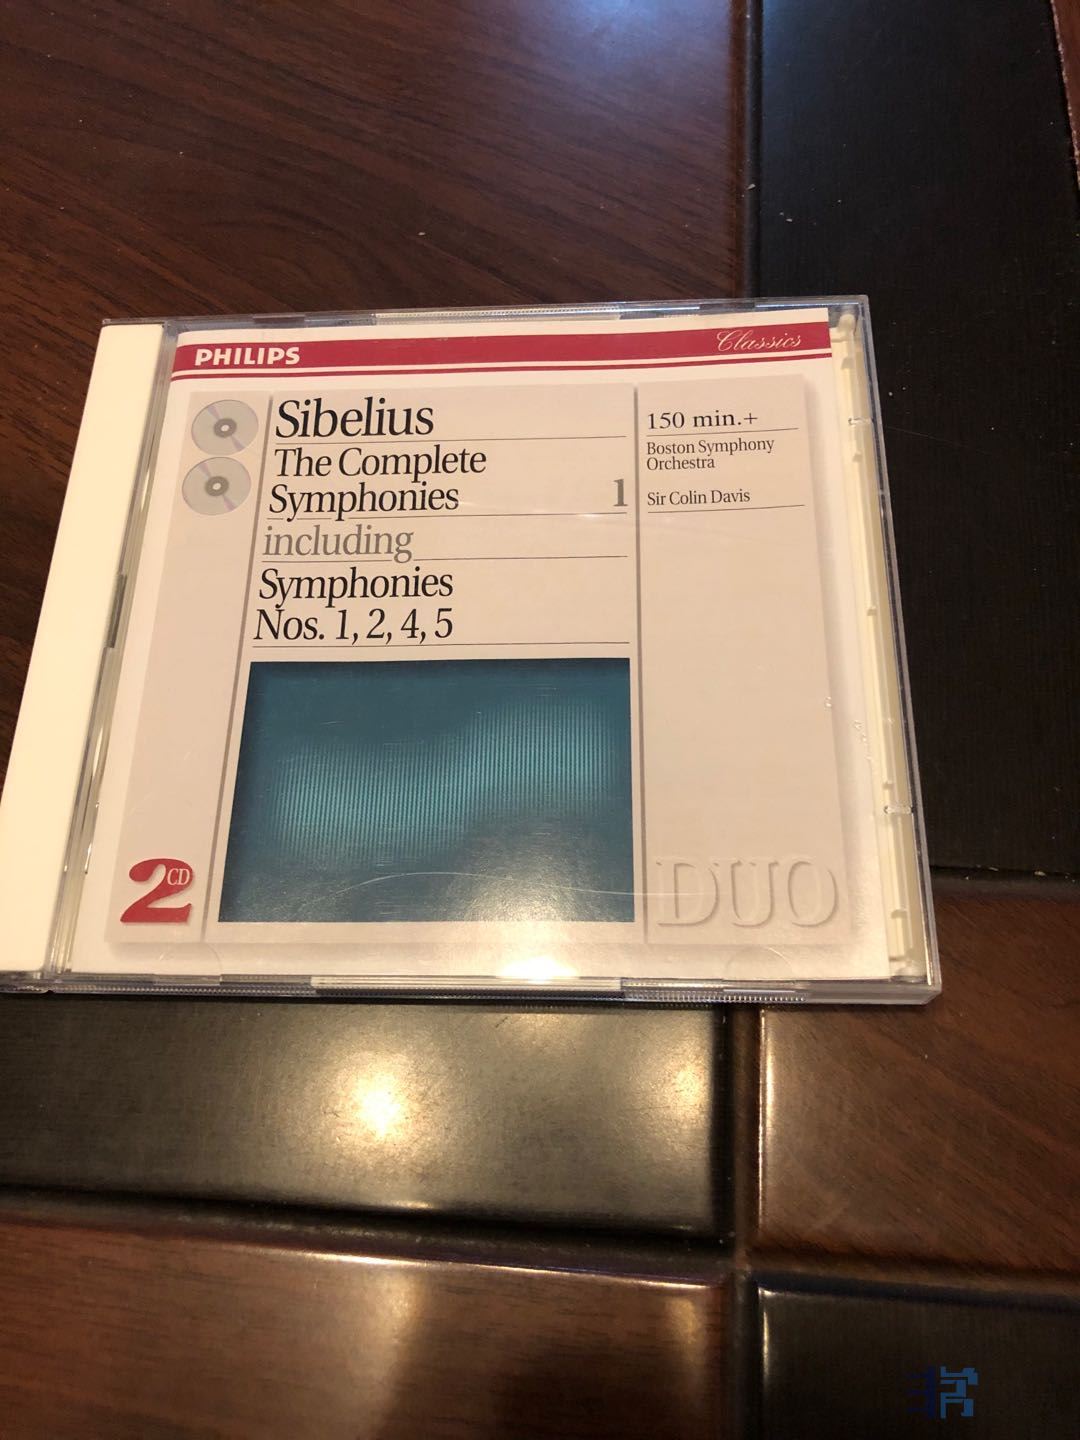 PHILIPS
Classics
Sibelius
The Complete
Symphonies 1
including
Symphonies
Nos. 1, 2, 4, 5
150 min.+
Boston Symphony
Orchestra
Sir Colin Davis
2CD
DUO